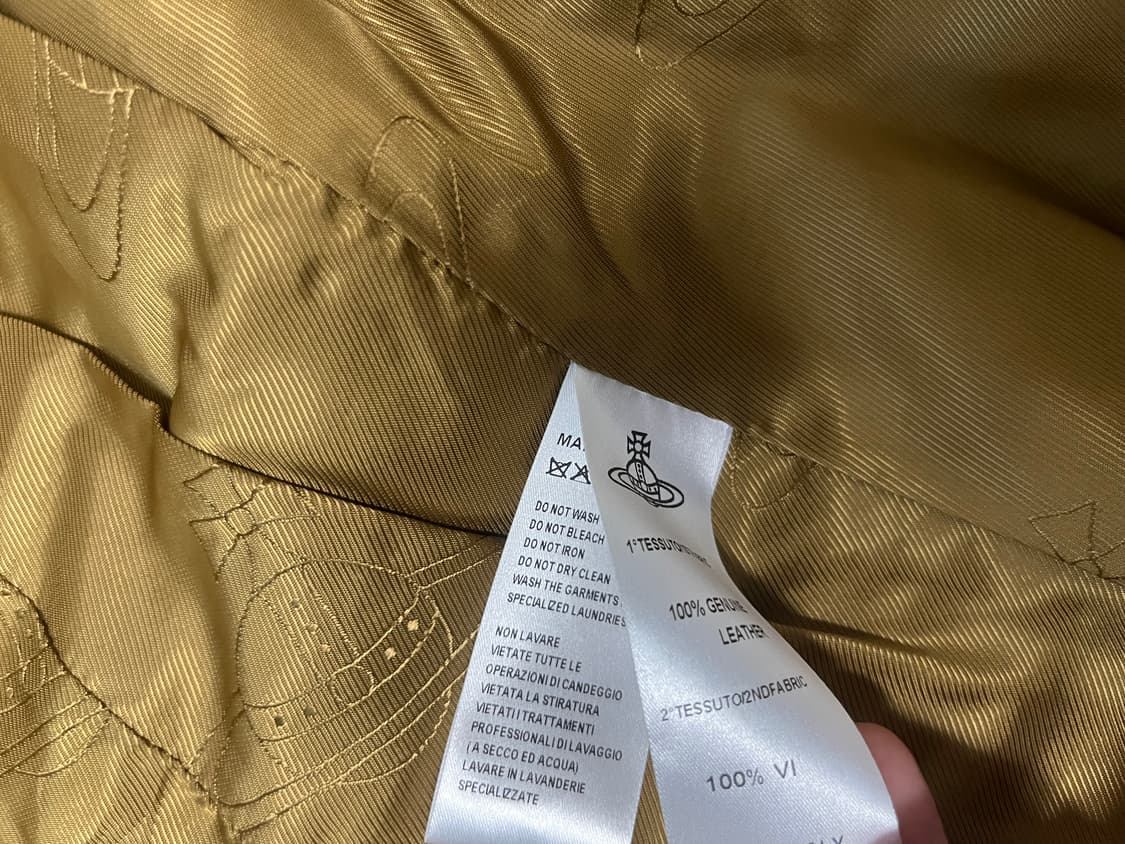 DO NOT WASH
DO NOT BLEACH
DO NOT IRON
DO NOT DRY CLEAN
WASH THE GARMENTS
SPECIALIZED LAUNDRIES
NON LAVARE
VIETATE TUTTE LE
OPERAZIONI DI CANDEGGIO
VIETATA LA STIRATURA
VIETATI I TRATTAMENTI
PROFESSIONALI DI LAVAGGIO
(A SECCO ED ACQUA)
LAVARE IN LAVANDERIE
SPECIALIZZATE
100% GENUINE
LEATHER
2°TESSUTO/2NDFABRIC
100% VI